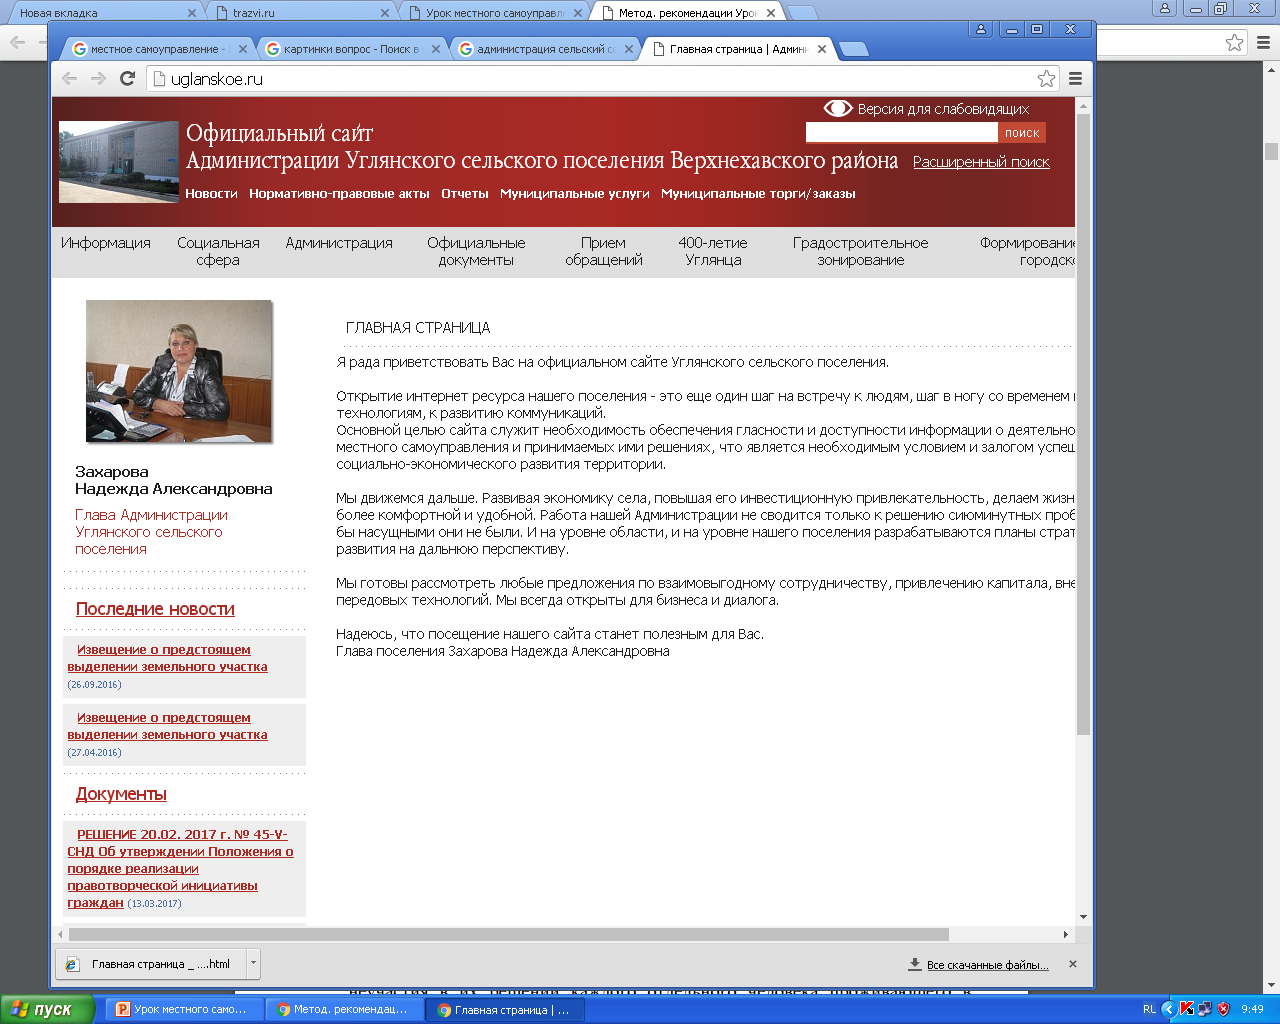 Новая вкладка
trazvi.ru
Урок местного самоуправл
Метод. рекомендации Уро
местное самоуправление -
картинки вопрос - Поиск в
администрация сельский с
Главная страница | Админ
uglanskoe.ru
Версия для слабовидящих
Официальный сайт
поиск
Администрации Углянского сельского поселения Верхнехавского района
Расширенный поиск
Новости Нормативно-правовые акты Отчеты Муниципальные услуги Муниципальные торги/заказы
Информация
Социальная
сфера
Администрация
Официальные
документы
Прием
обращений
400-летие
Углянца
Градостроительное
зонирование
Формирование
городск
Захарова
Надежда Александровна
Глава Администрации
Углянского сельского
поселения
Последние новости
Извещение о предстоящем
выделении земельного участка
(26.09.2016)
Извещение о предстоящем
выделении земельного участка
(27.04.2016)
Документы
РЕШЕНИЕ 20.02. 2017 г. № 45-V-
СНД Об утверждении Положения о
порядке реализации
правотворческой инициативы
граждан (13.03.2017)
ГЛАВНАЯ СТРАНИЦА
Я рада приветствовать Вас на официальном сайте Углянского сельского поселения.
Открытие интернет ресурса нашего поселения - это еще один шаг на встречу к людям, шаг в ногу со временем
технологиям, к развитию коммуникаций.
Основной целью сайта служит необходимость обеспечения гласности и доступности информации о деятельно
местного самоуправления и принимаемых ими решениях, что является необходимым условием и залогом успеш
социально-экономического развития территории.
Мы движемся дальше. Развивая экономику села, повышая его инвестиционную привлекательность, делаем жизн
более комфортной и удобной. Работа нашей Администрации не сводится только к решению сиюминутных проб
бы насущными они не были. И на уровне области, и на уровне нашего поселения разрабатываются планы страт
развития на дальнюю перспективу.
Мы готовы рассмотреть любые предложения по взаимовыгодному сотрудничеству, привлечению капитала, вне
передовых технологий. Мы всегда открыты для бизнеса и диалога.
Надеюсь, что посещение нашего сайта станет полезным для Вас.
Глава поселения Захарова Надежда Александровна
Главная страница _ ....html
Все скачанные файлы...
пуск
Урок местного само...
Метод. рекомендац...
Главная страница | ...
RL
9:49